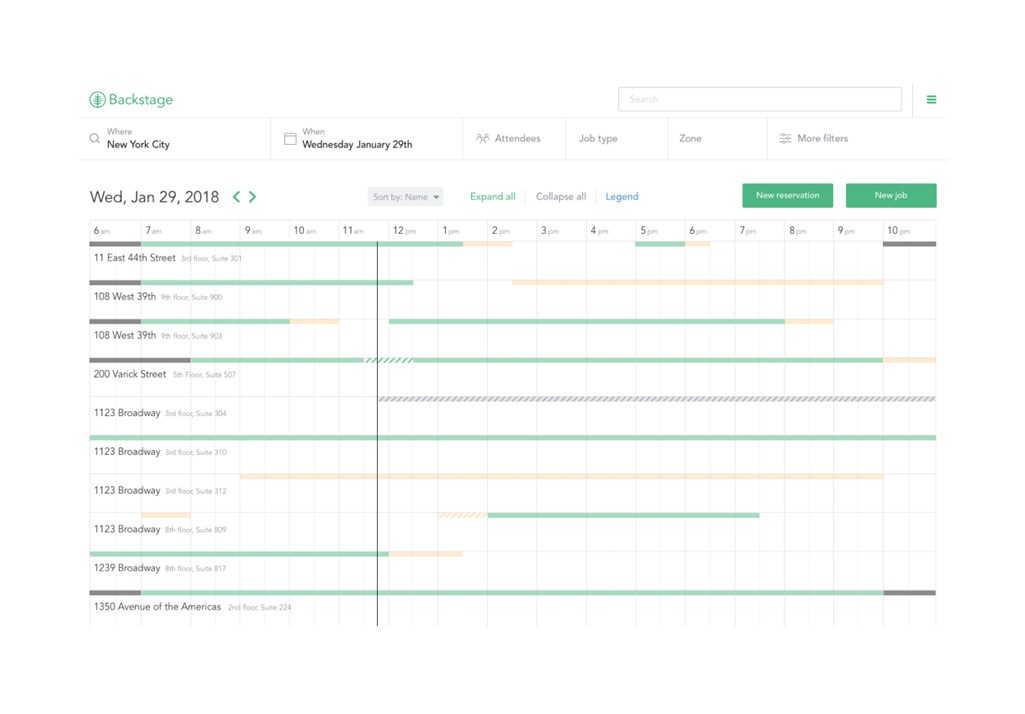 Backstage
Search
Where
New York City
When
Wednesday January 29th
Attendees
Job type
Zone
More filters
Wed, Jan 29, 2018
Sort by: Name
Expand all
Collapse all
Legend
New reservation
New job
6 am 7 am 8 am 9 am 10 am 11 am 12 pm 1 pm 2 pm 3 pm 4 pm 5 pm 6 pm 7 pm 8 pm 9 pm 10 pm
11 East 44th Street 3rd floor, Suite 301
108 West 39th 9th floor, Suite 900
108 West 39th 9th floor, Suite 903
200 Varick Street 5th Floor, Suite 507
1123 Broadway 3rd floor, Suite 304
1123 Broadway 3rd floor, Suite 310
1123 Broadway 3rd floor, Suite 312
1123 Broadway 8th floor, Suite 809
1239 Broadway 8th floor, Suite 817
1350 Avenue of the Americas 2nd floor, Suite 224